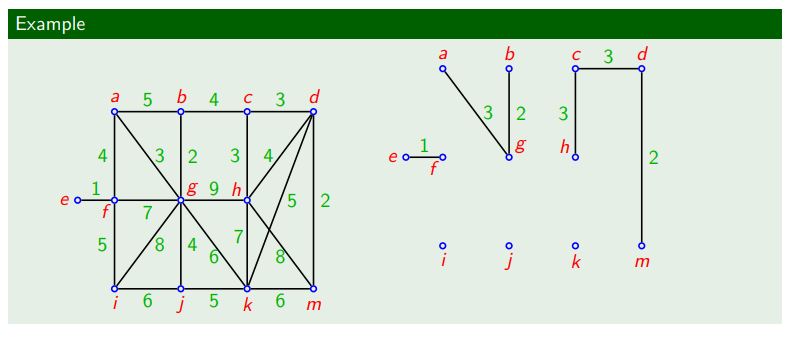 Example
a b c d
5 4 3
4 3 2 3 4
e 1 f g 9 h 5 2
7
5 8 4 6 7 8
i 6 j 5 k 6 m
a b c d
3
3 2 3
e 1 f g h 2
i j k m